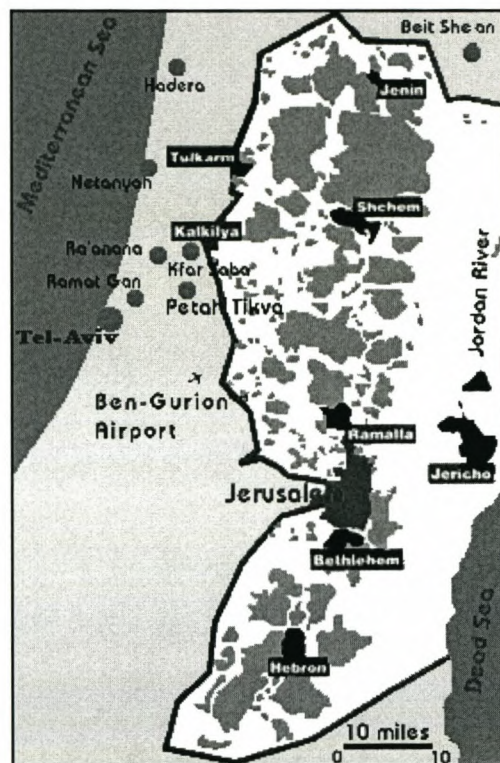 Beit She'an
Mediterranean Sea
Hadera
Jenin
Tulkarm
Netanyah
Shchem
Kalkilya
Ra'anana
Kfar Saba
Ramat Gan
Petah Tikva
Jordan River
Tel-Aviv
Ben-Gurion
Airport
Ramalla
Jericho
Jerusalem
Bethlehem
Dead Sea
Hebron
10 miles
0 10